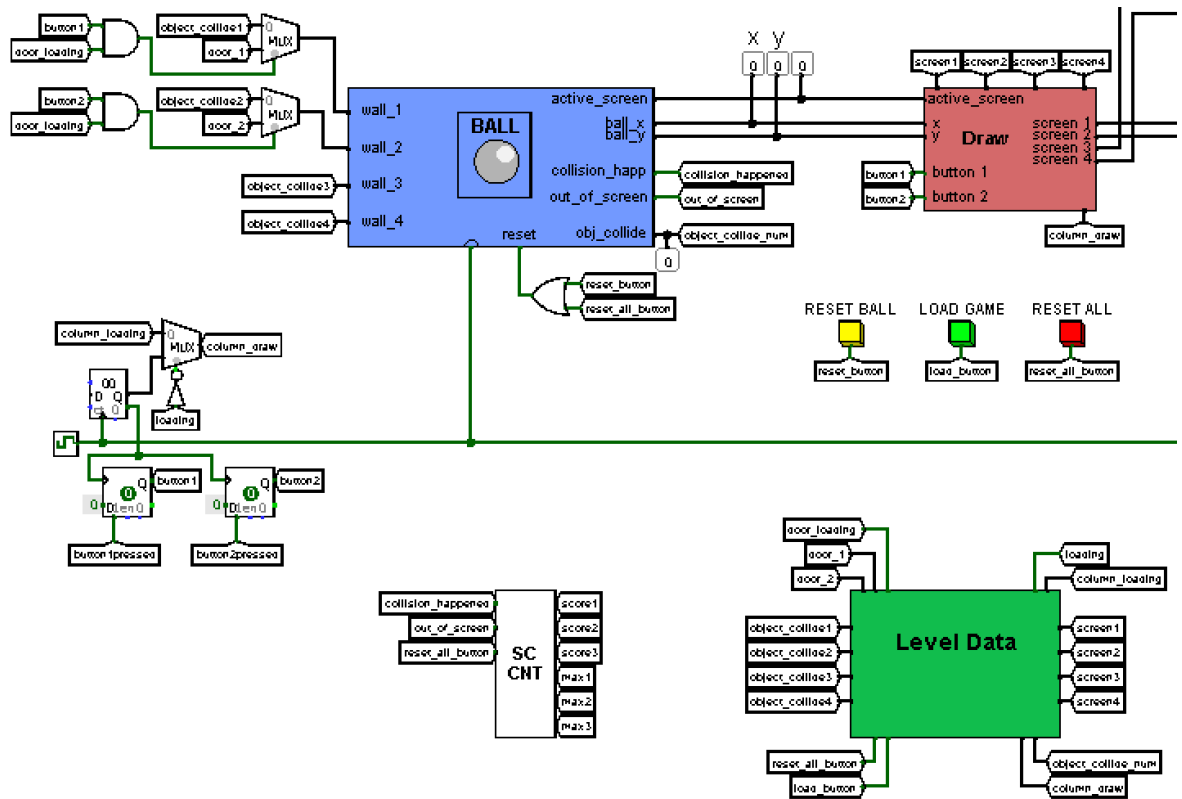 button1
door_loading
object_collide1
door_1
MUX
button2
door_loading
object_collide2
door_2
MUX
object_collide3
object_collide4
wall_1
wall_2
wall_3
wall_4
BALL
active_screen
ball_x
ball_y
collision_happ
out_of_screen
obj_collide
reset
x y
0 0 0
collision_happened
out_of_screen
object_collide_num
0
reset_button
reset_all_button
screen1 screen2 screen3 screen4
active_screen
x
y
Draw
screen 1
screen 2
screen 3
screen 4
button1
button2
button 1
button 2
column_draw
RESET BALL LOAD GAME RESET ALL
reset_button load_button reset_all_button
column_loading
0
MUX
column_draw
00
D Q
Q
loading
Q
0
D
button1
button1pressed
Q
0
D
button2
button2pressed
collision_happened
out_of_screen
reset_all_button
SC
CNT
score1
score2
score3
max1
max2
max3
door_loading
door_1
door_2
loading
column_loading
object_collide1
object_collide2
object_collide3
object_collide4
Level Data
screen1
screen2
screen3
screen4
reset_all_button
load_button
object_collide_num
column_draw